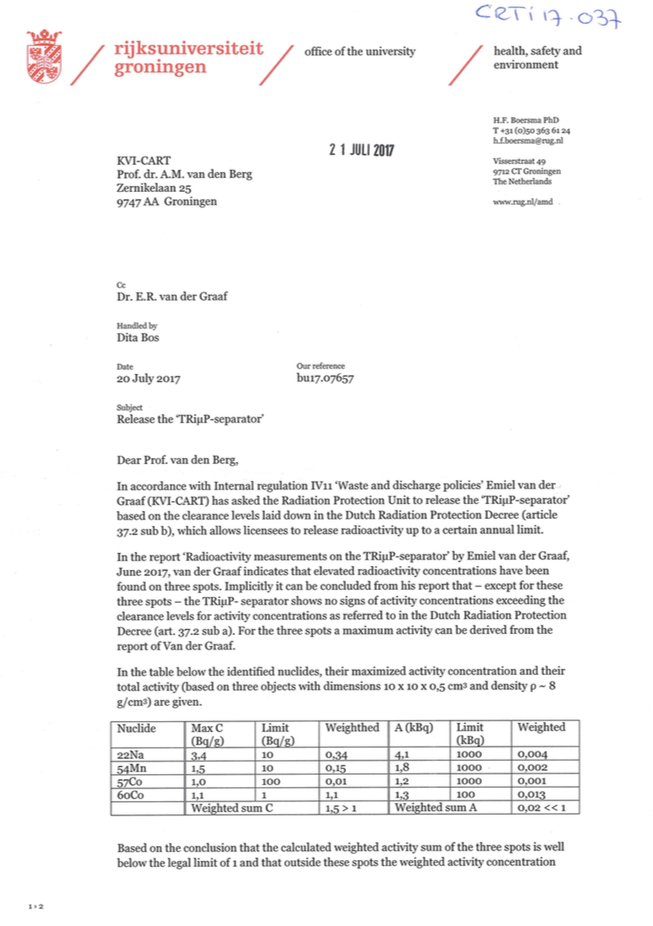 CRTi 17.037
rijksuniversiteit
groningen
office of the university
health, safety and
environment
H.F. Boersma PhD
T +31 (0)50 363 61 24
h.f.boersma@rug.nl
Visserstraat 49
9712 CT Groningen
The Netherlands
www.rug.nl/amd
21 JULI 2017
KVI-CART
Prof. dr. A.M. van den Berg
Zernikelaan 25
9747 AA Groningen
Cc
Dr. E.R. van der Graaf
Handled by
Dita Bos
Date
20 July 2017
Our reference
bu17.07657
Subject
Release the ‘TRiµP-separator’
Dear Prof. van den Berg,
In accordance with Internal regulation IV11 ‘Waste and discharge policies’ Emiel van der
Graaf (KVI-CART) has asked the Radiation Protection Unit to release the ‘TRiµP-separator’
based on the clearance levels laid down in the Dutch Radiation Protection Decree (article
37.2 sub b), which allows licensees to release radioactivity up to a certain annual limit.
In the report ‘Radioactivity measurements on the TRiµP-separator’ by Emiel van der Graaf,
June 2017, van der Graaf indicates that elevated radioactivity concentrations have been
found on three spots. Implicitly it can be concluded from his report that – except for these
three spots – the TRiµP- separator shows no signs of activity concentrations exceeding the
clearance levels for activity concentrations as referred to in the Dutch Radiation Protection
Decree (art. 37.2 sub a). For the three spots a maximum activity can be derived from the
report of Van der Graaf.
In the table below the identified nuclides, their maximized activity concentration and their
total activity (based on three objects with dimensions 10 x 10 x 0,5 cm³ and density ρ ~ 8
g/cm³) are given.
Nuclide Max C (Bq/g) Limit (Bq/g) Weighthed A (kBq) Limit (kBq) Weighted
22Na 3,4 10 0,34 4,1 1000 0,004
54Mn 1,5 10 0,15 1,8 1000 0,002
57Co 1,0 100 0,01 1,2 1000 0,001
60Co 1,1 1 1,1 1,3 100 0,013
Weighted sum C 1,5 > 1 Weighted sum A 0,02 << 1
Based on the conclusion that the calculated weighted activity sum of the three spots is well
below the legal limit of 1 and that outside these spots the weighted activity concentration
1 > 2